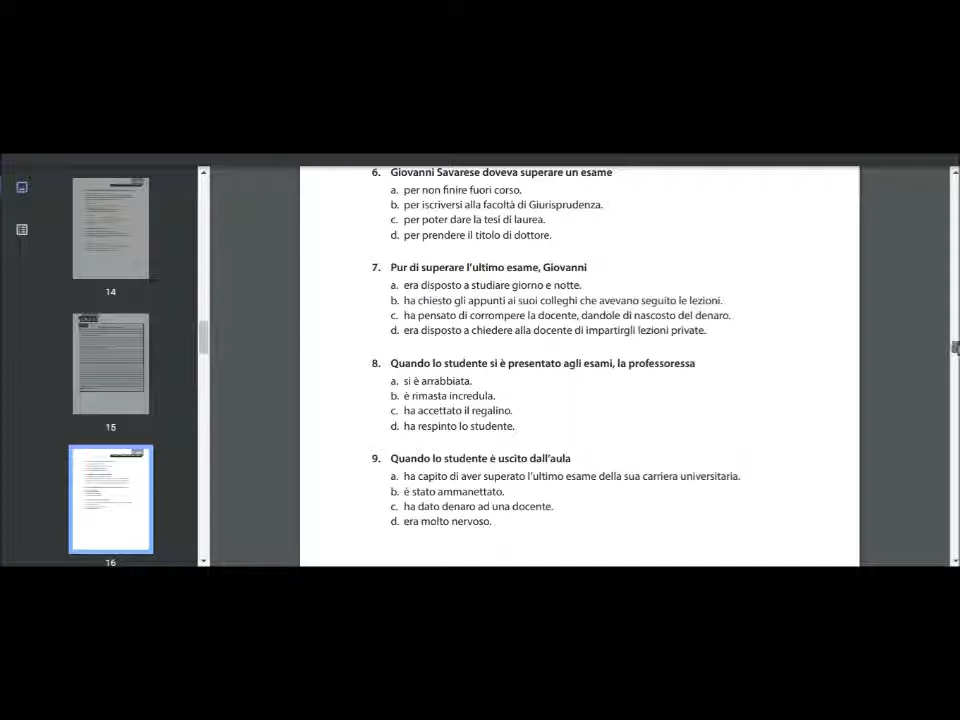 6. Giovanni Savarese doveva superare un esame
a. per non finire fuori corso.
b. per iscriversi alla facoltà di Giurisprudenza.
c. per poter dare la tesi di laurea.
d. per prendere il titolo di dottore.
7. Pur di superare l'ultimo esame, Giovanni
a. era disposto a studiare giorno e notte.
b. ha chiesto gli appunti ai suoi colleghi che avevano seguito le lezioni.
c. ha pensato di corrompere la docente, dandole di nascosto del denaro.
d. era disposto a chiedere alla docente di impartirgli lezioni private.
8. Quando lo studente si è presentato agli esami, la professoressa
a. si è arrabbiata.
b. è rimasta incredula.
c. ha accettato il regalino.
d. ha respinto lo studente.
9. Quando lo studente è uscito dall'aula
a. ha capito di aver superato l'ultimo esame della sua carriera universitaria.
b. è stato ammanettato.
c. ha dato denaro ad una docente.
d. era molto nervoso.
14
15
16